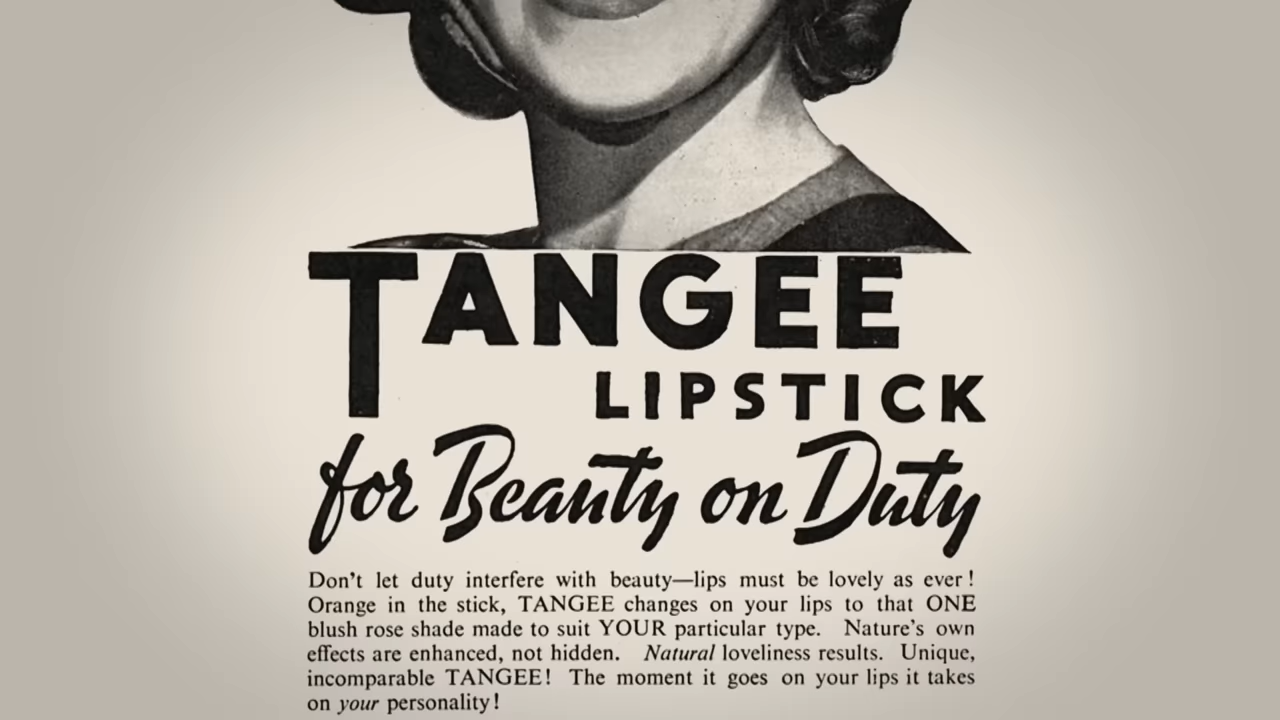 TANGEE
LIPSTICK
for Beauty on Duty
Don't let duty interfere with beauty—lips must be lovely as ever!
Orange in the stick, TANGEE changes on your lips to that ONE
blush rose shade made to suit YOUR particular type. Nature's own
effects are enhanced, not hidden. Natural loveliness results. Unique,
incomparable TANGEE! The moment it goes on your lips it takes
on your personality!